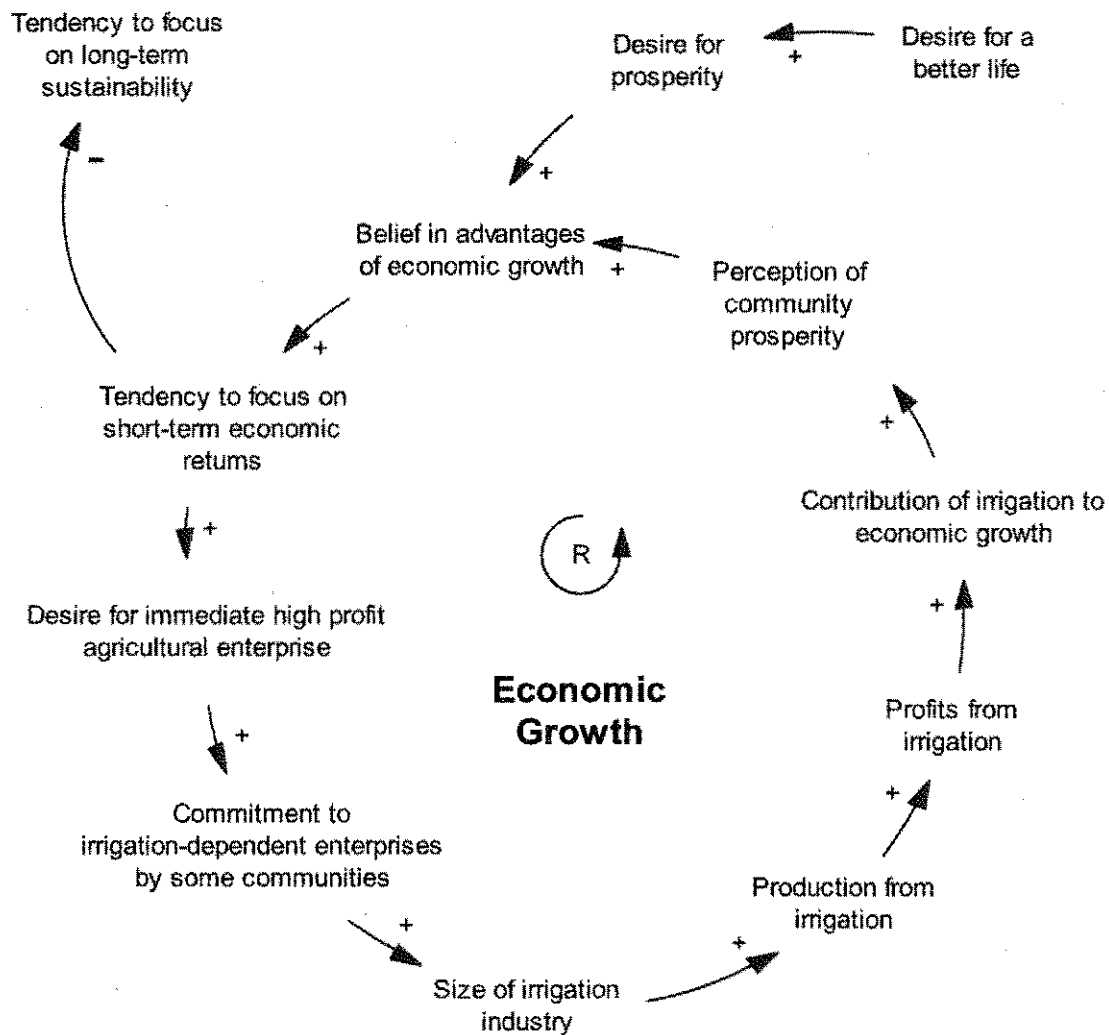 Tendency to focus
on long-term
sustainability
-
Desire for
prosperity
+
Desire for a
better life
+
Belief in advantages
of economic growth
+
Perception of
community
prosperity
+
Tendency to focus on
short-term economic
returns
+
Contribution of irrigation to
economic growth
+
R
+
Desire for immediate high profit
agricultural enterprise
Economic
Growth
Profits from
irrigation
+
+
Commitment to
irrigation-dependent enterprises
by some communities
Production from
irrigation
+
+
Size of irrigation
industry